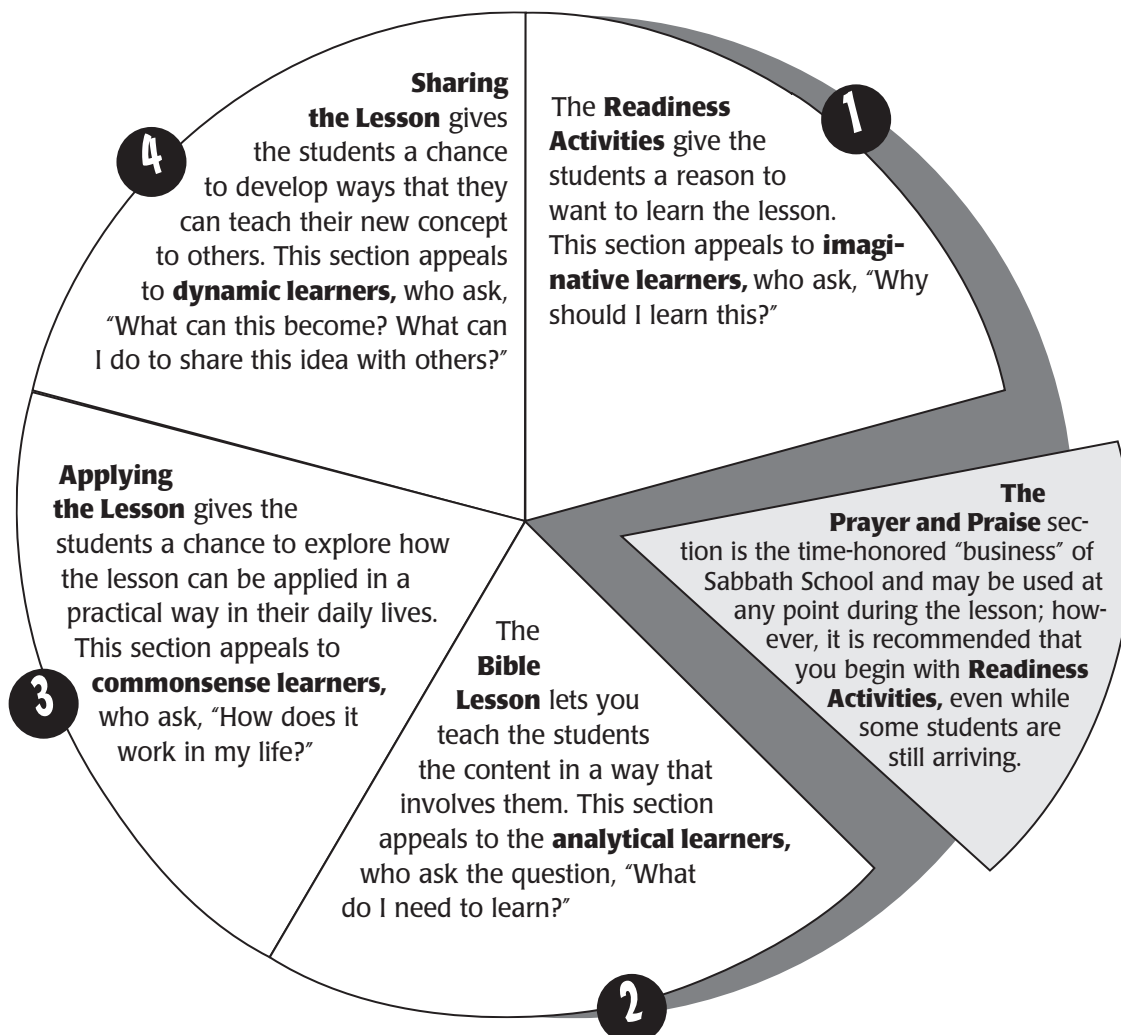 1
The Readiness
Activities give the
students a reason to
want to learn the lesson.
This section appeals to imagi-
native learners, who ask, “Why
should I learn this?”
The
Prayer and Praise sec-
tion is the time-honored “business” of
Sabbath School and may be used at
any point during the lesson; how-
ever, it is recommended that
you begin with Readiness
Activities, even while
some students are
still arriving.
2
The
Bible
Lesson lets you
teach the students
the content in a way that
involves them. This section
appeals to the analytical learners,
who ask the question, “What
do I need to learn?”
3
Applying
the Lesson gives the
students a chance to explore how
the lesson can be applied in a
practical way in their daily lives.
This section appeals to
commonsense learners,
who ask, “How does it
work in my life?”
4
Sharing
the Lesson gives
the students a chance
to develop ways that they
can teach their new concept
to others. This section appeals
to dynamic learners, who ask,
“What can this become? What can
I do to share this idea with others?”